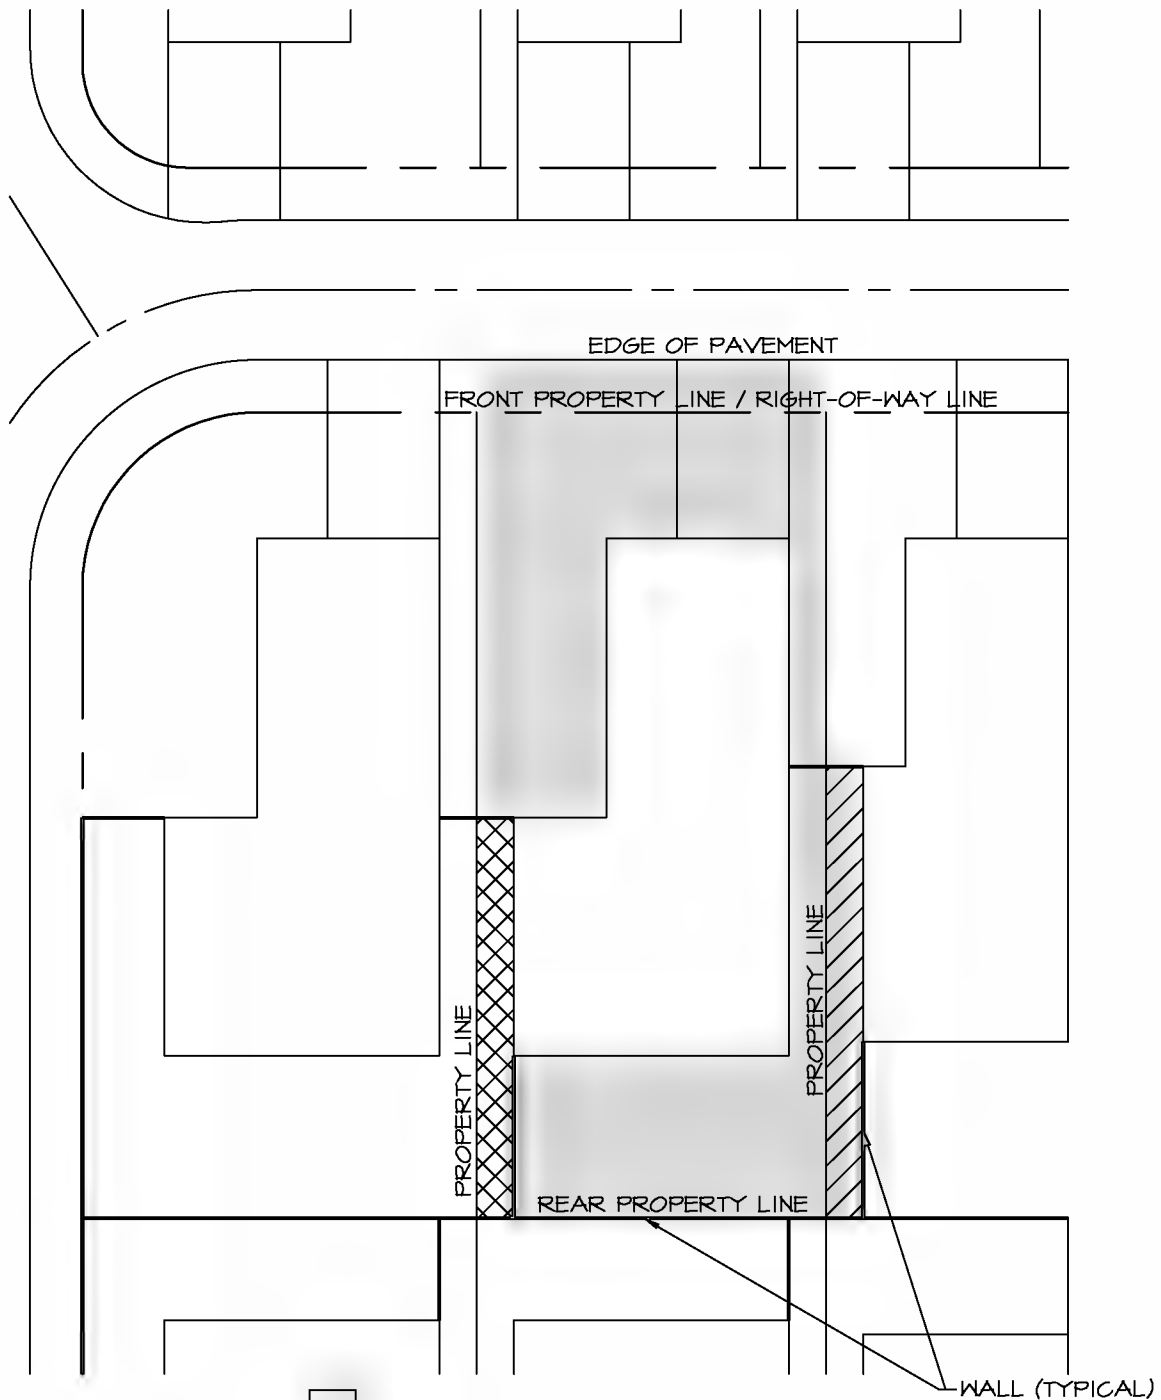 EDGE OF PAVEMENT
FRONT PROPERTY LINE / RIGHT-OF-WAY LINE
PROPERTY LINE
PROPERTY LINE
REAR PROPERTY LINE
WALL (TYPICAL)